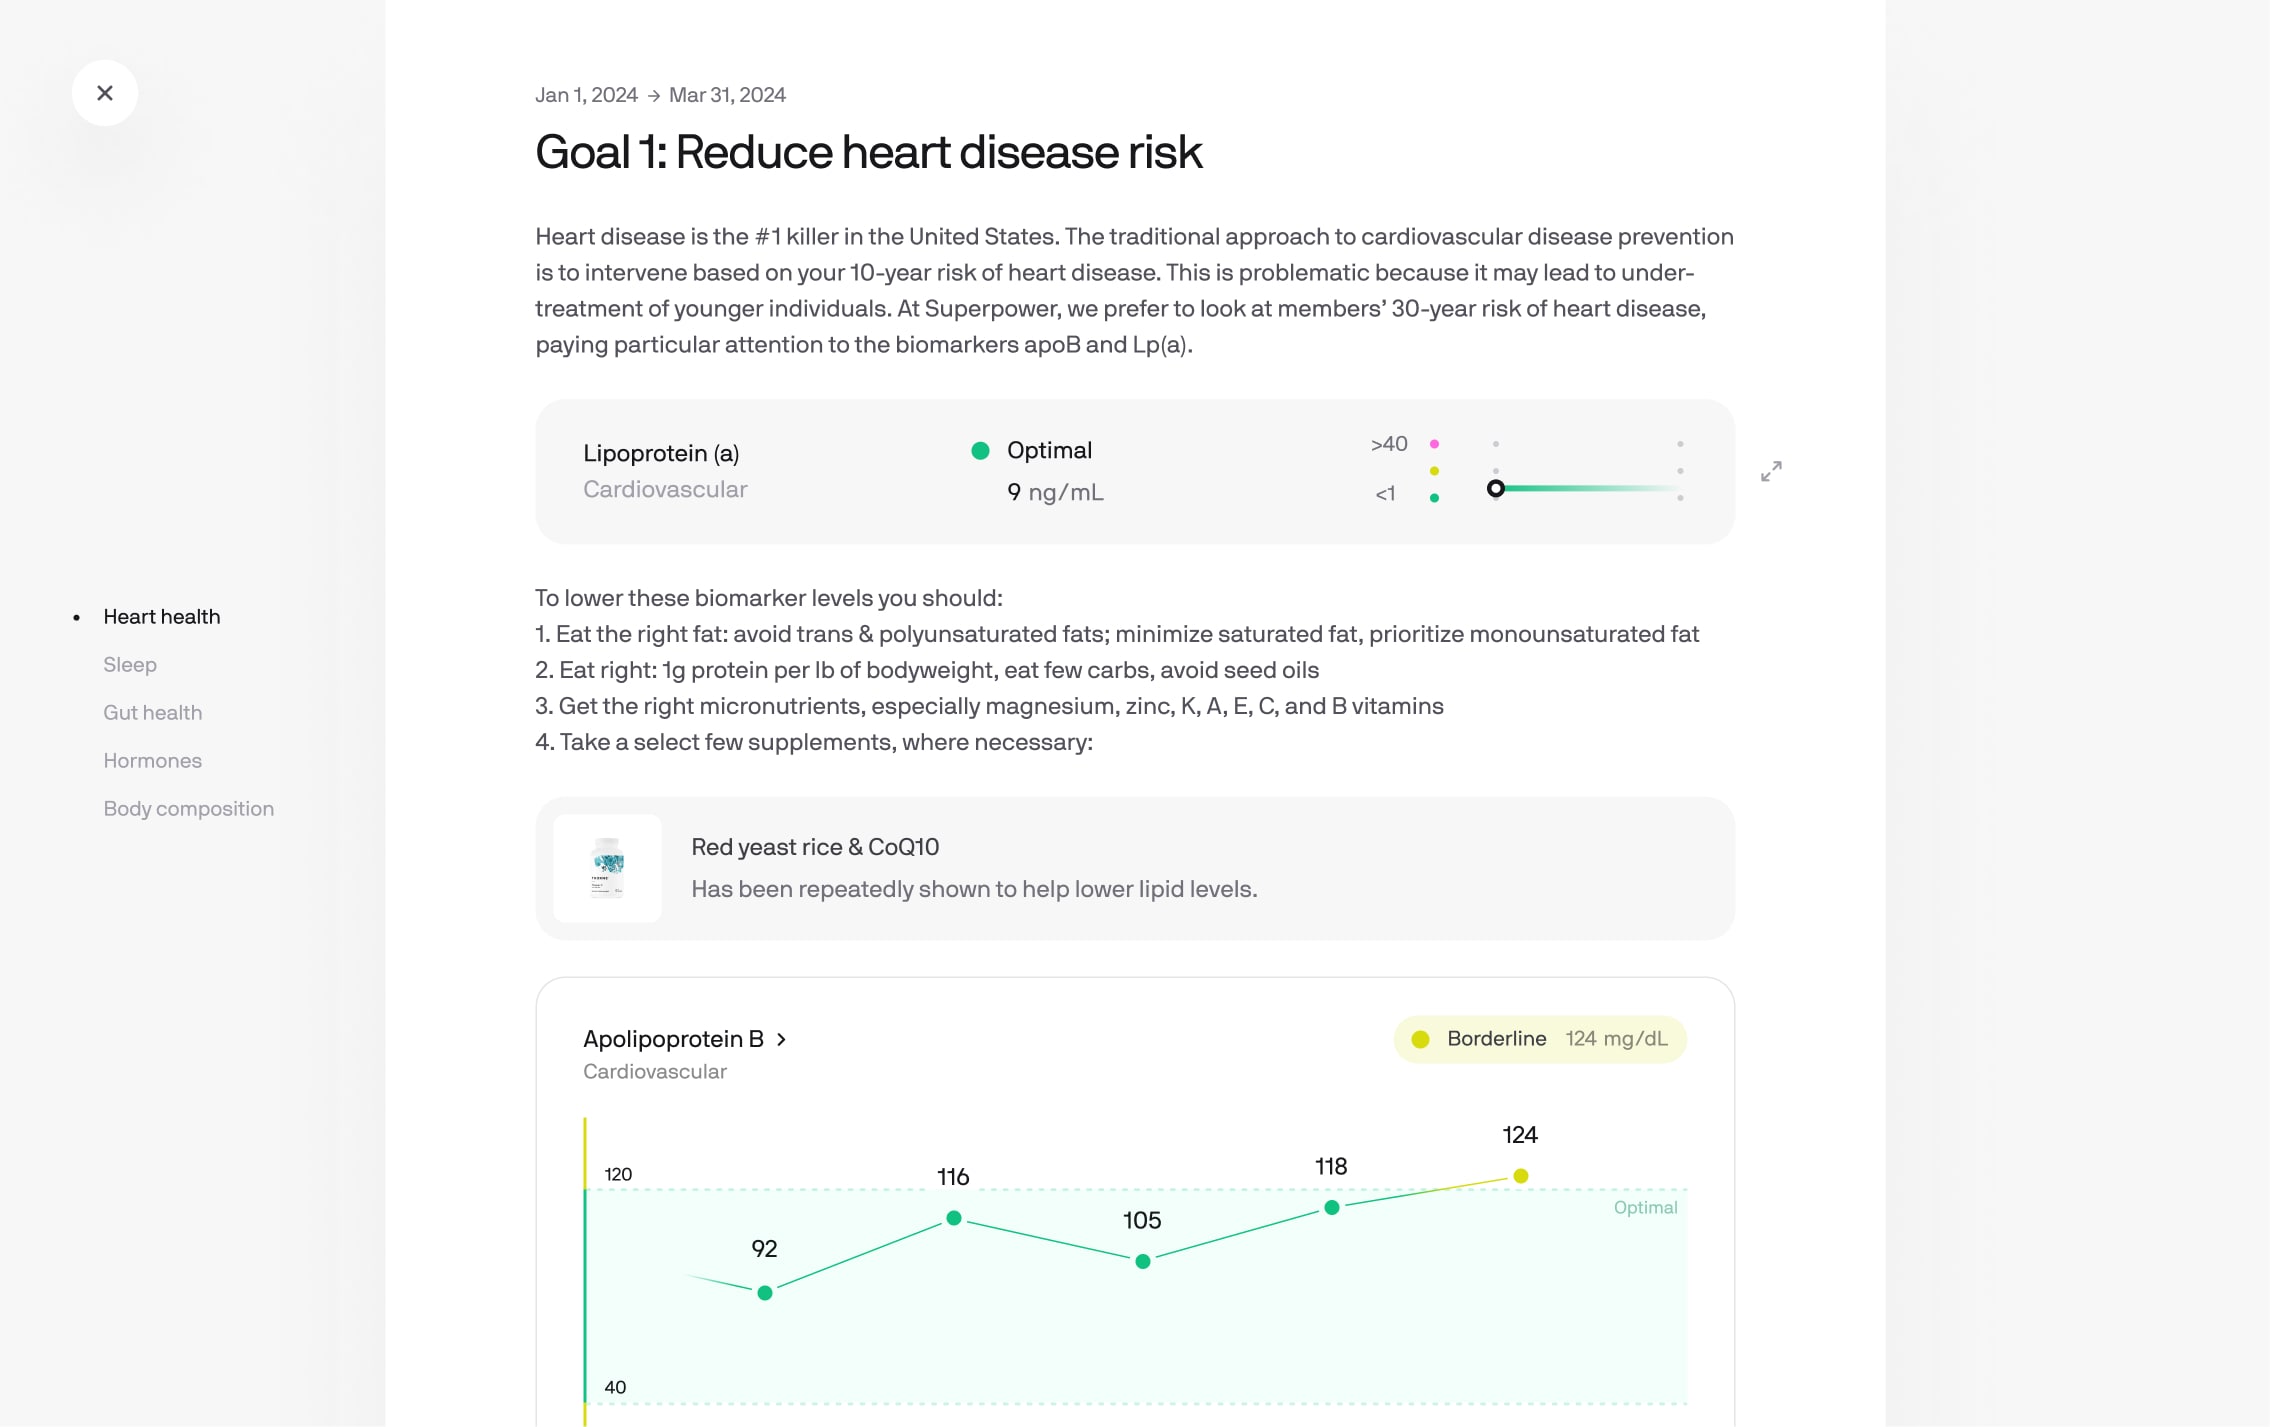 Jan 1, 2024 → Mar 31, 2024
Goal 1: Reduce heart disease risk
Heart disease is the #1 killer in the United States. The traditional approach to cardiovascular disease prevention
is to intervene based on your 10-year risk of heart disease. This is problematic because it may lead to under-
treatment of younger individuals. At Superpower, we prefer to look at members’ 30-year risk of heart disease,
paying particular attention to the biomarkers apoB and Lp(a).
Lipoprotein (a)
Cardiovascular
Optimal
9 ng/mL
>40
<1
Heart health
Sleep
Gut health
Hormones
Body composition
To lower these biomarker levels you should:
1. Eat the right fat: avoid trans & polyunsaturated fats; minimize saturated fat, prioritize monounsaturated fat
2. Eat right: 1g protein per lb of bodyweight, eat few carbs, avoid seed oils
3. Get the right micronutrients, especially magnesium, zinc, K, A, E, C, and B vitamins
4. Take a select few supplements, where necessary:
THORNE
Red yeast rice & CoQ10
Has been repeatedly shown to help lower lipid levels.
Apolipoprotein B
Cardiovascular
Borderline 124 mg/dL
120
92
116
105
118
124
Optimal
40